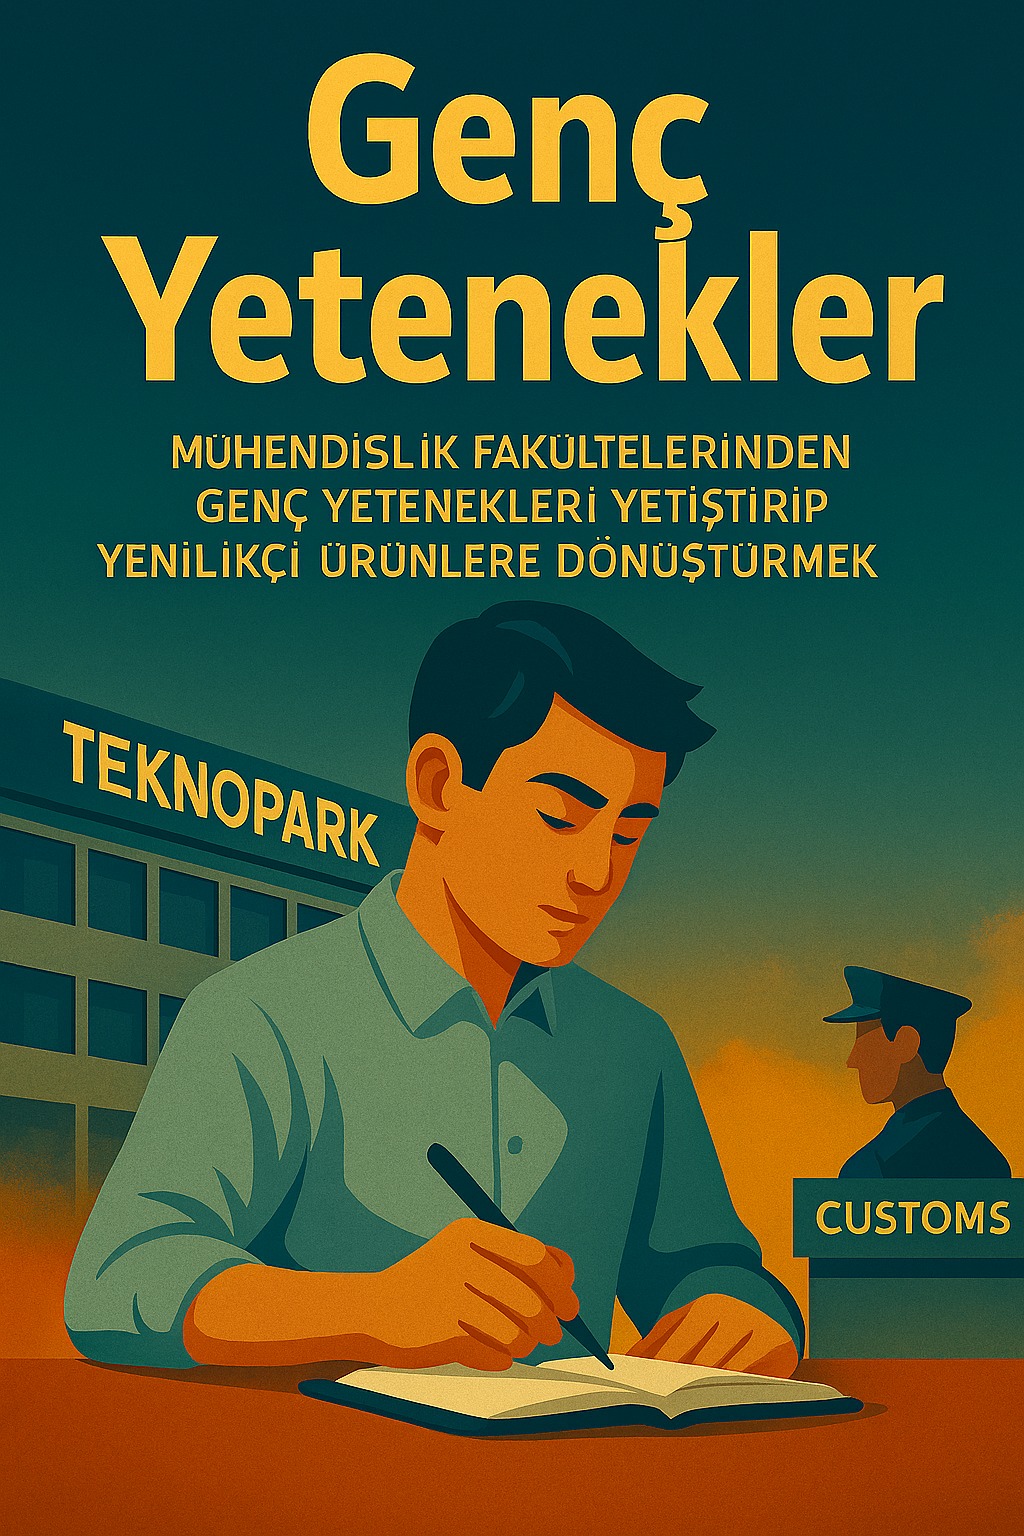 Genç
Yetenekler
MÜHENDİSLİK FAKÜLTELERİNDEN
GENÇ YETENEKLERİ YETİŞTİRİP
YENİLİKÇİ ÜRÜNLERE DÖNÜŞTÜRMEK
TEKNOPARK
CUSTOMS